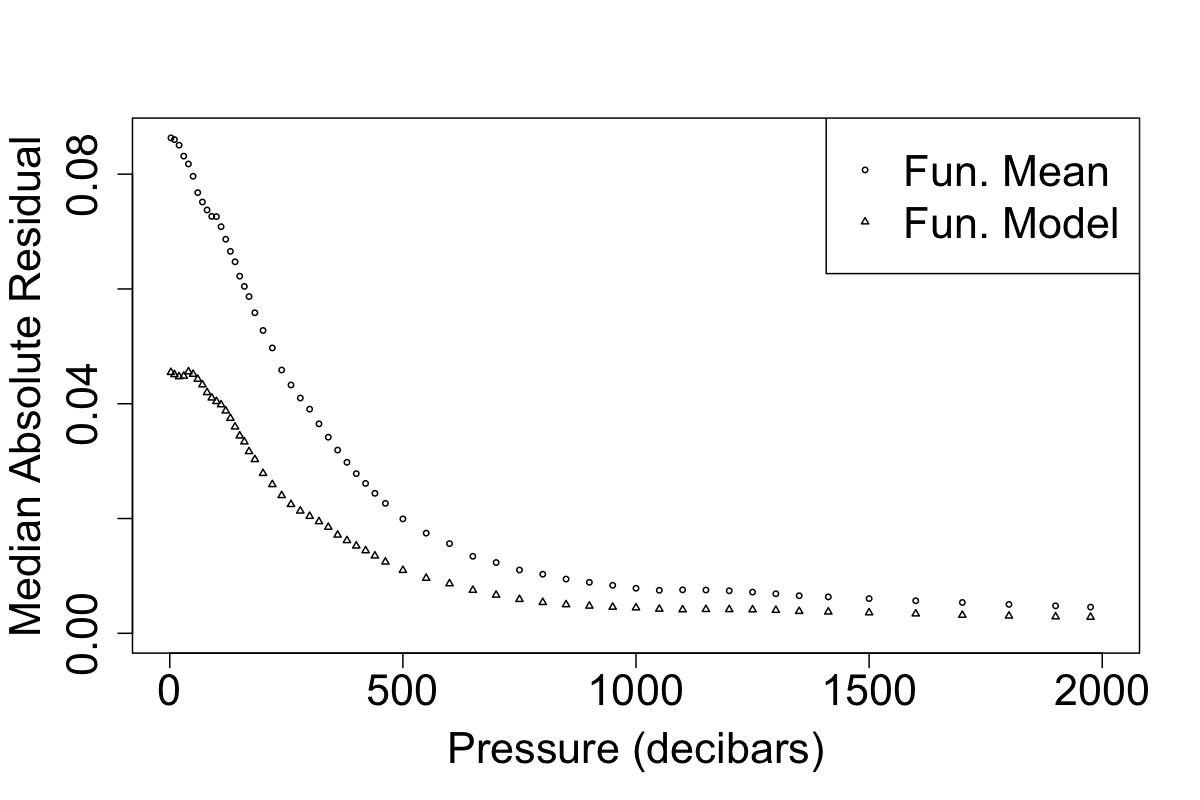 Fun. Mean
Fun. Model
Median Absolute Residual
0.08
0.04
0.00
0 500 1000 1500 2000
Pressure (decibars)